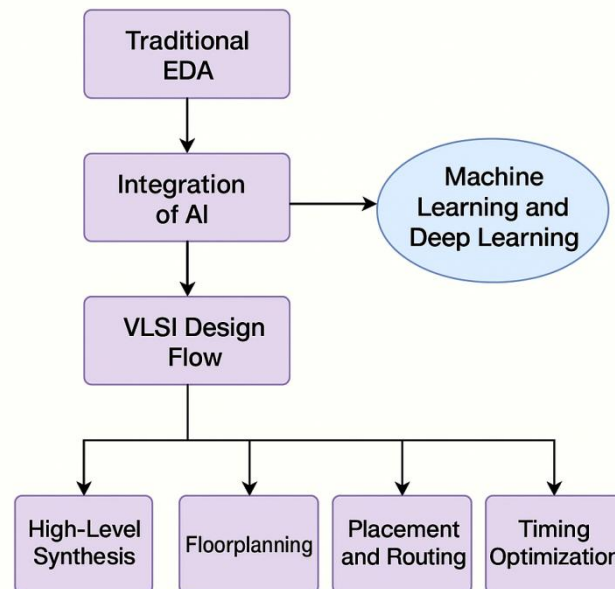 Traditional
EDA
Integration
of AI
Machine
Learning and
Deep Learning
VLSI Design
Flow
High-Level
Synthesis
Floorplanning
Placement
and Routing
Timing
Optimization